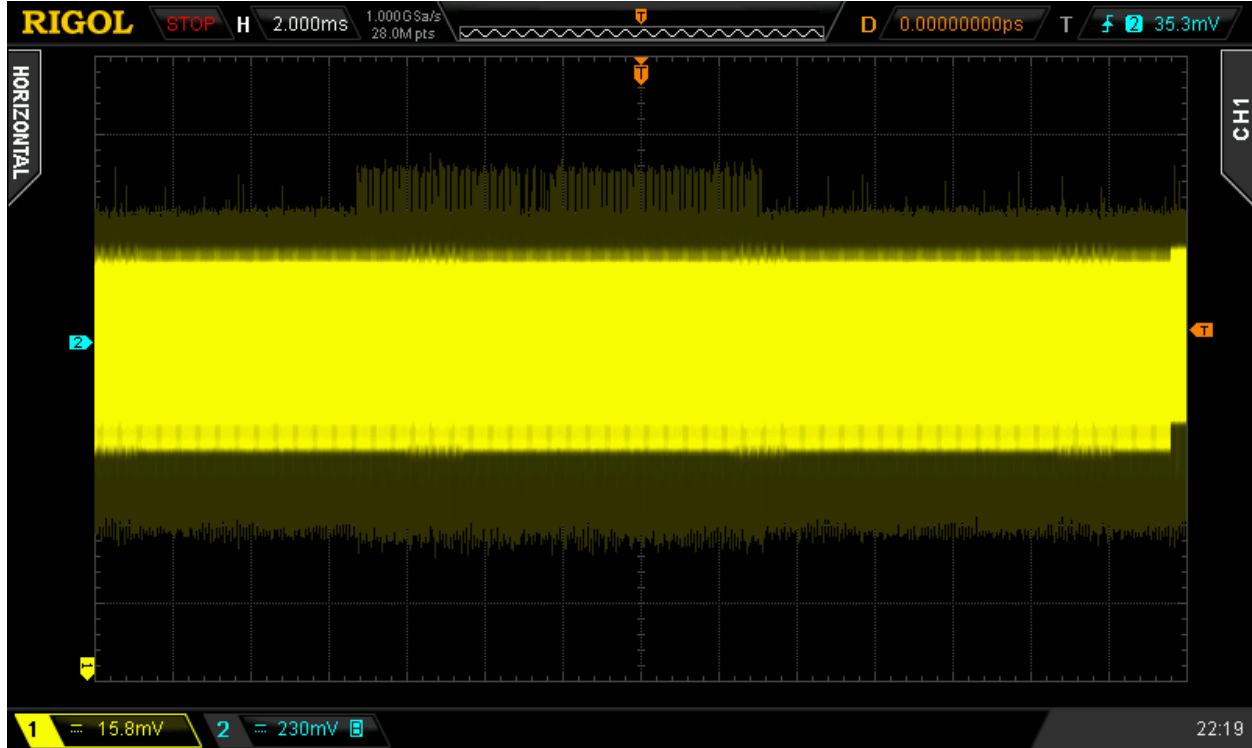 RIGOL STOP H 2.000ms 1.000GSa/s 28.0M pts D 0.00000000ps T 2 35.3mV
T
HORIZONTAL
CH1
2
T
1
1 = 15.8mV 2 = 230mV B 22:19